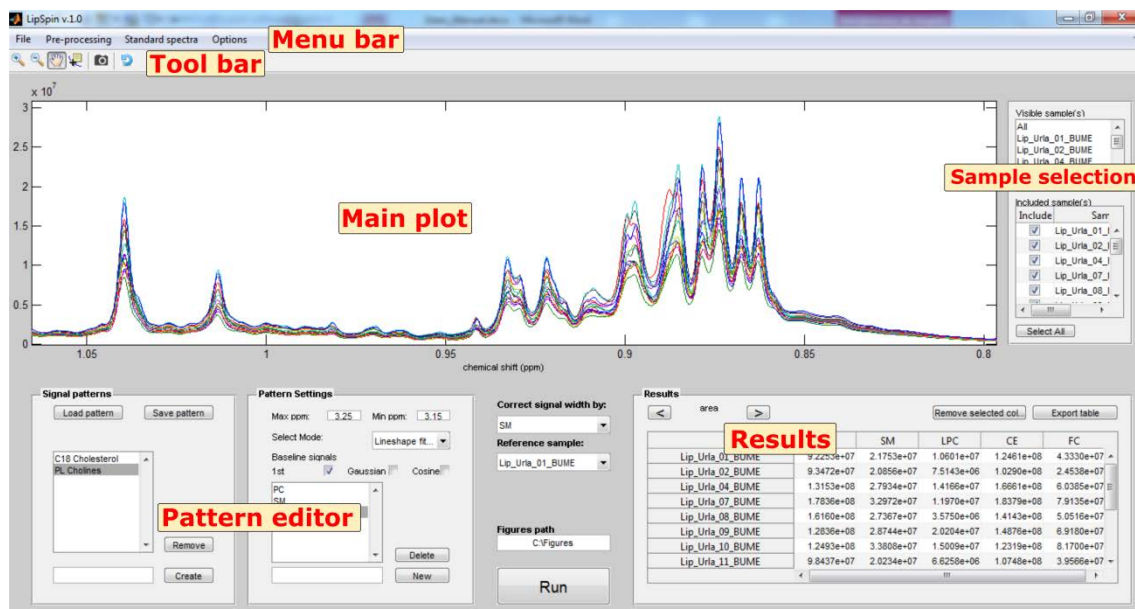 LipSpin v.1.0
File Pre-processing Standard spectra Options
Menu bar
Tool bar
x 10^7
3
2.5
2
1.5
1
0.5
0
1.05 1 0.95 0.9 0.85 0.8
chemical shift (ppm)
Main plot
Visible sample(s)
All
Lip_Urla_01_BUME
Lip_Urla_02_BUME
Lip_Urla_04_BUME
Sample selection
Included sample(s)
Include Sam
Lip_Urla_01_
Lip_Urla_02_
Lip_Urla_04_
Lip_Urla_07_
Lip_Urla_08_
Select All
Signal patterns
Load pattern Save pattern
C18 Cholesterol
PL Cholines
Pattern editor
Remove
Create
Pattern Settings
Max ppm: 3.25 Min ppm: 3.15
Select Mode: Lineshape fit...
Baseline signals
1st Gaussian Cosine
PC
SM
Delete
New
Correct signal width by:
SM
Reference sample:
Lip_Urla_01_BUME
Figures path
C:\Figures
Run
Results
< area > Remove selected col... Export table
Results
SM LPC CE FC
Lip_Urla_01_BUME 9.2253e+07 2.1753e+07 1.0601e+07 1.2461e+08 4.3330e+07
Lip_Urla_02_BUME 9.3472e+07 2.0856e+07 7.5143e+06 1.0290e+08 2.4538e+07
Lip_Urla_04_BUME 1.3153e+08 2.7934e+07 1.4166e+07 1.6661e+08 6.0385e+07
Lip_Urla_07_BUME 1.7836e+08 3.2972e+07 1.1970e+07 1.8379e+08 7.9135e+07
Lip_Urla_08_BUME 1.6160e+08 2.7367e+07 3.5750e+06 1.4143e+08 5.0516e+07
Lip_Urla_09_BUME 1.2836e+08 2.8744e+07 2.0204e+07 1.4876e+08 6.9180e+07
Lip_Urla_10_BUME 1.2493e+08 3.3808e+07 1.5009e+07 1.2319e+08 8.1700e+07
Lip_Urla_11_BUME 9.8437e+07 2.0234e+07 6.6258e+06 1.0748e+08 3.9566e+07